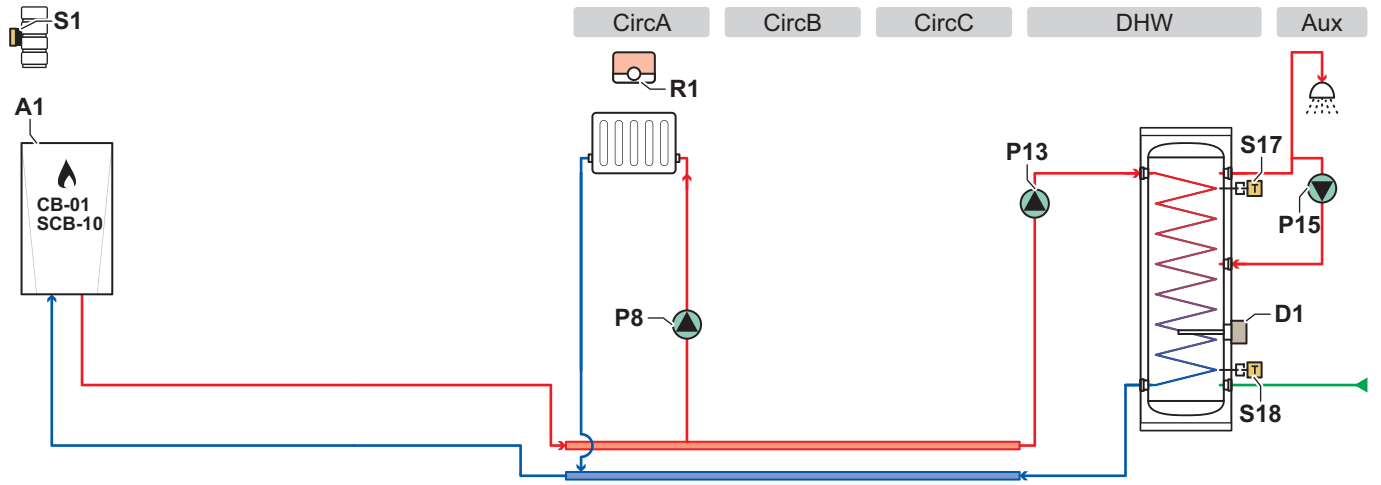 S1
CircA
CircB
CircC
DHW
Aux
R1
A1
CB-01
SCB-10
P13
S17
T
P15
P8
D1
T
S18